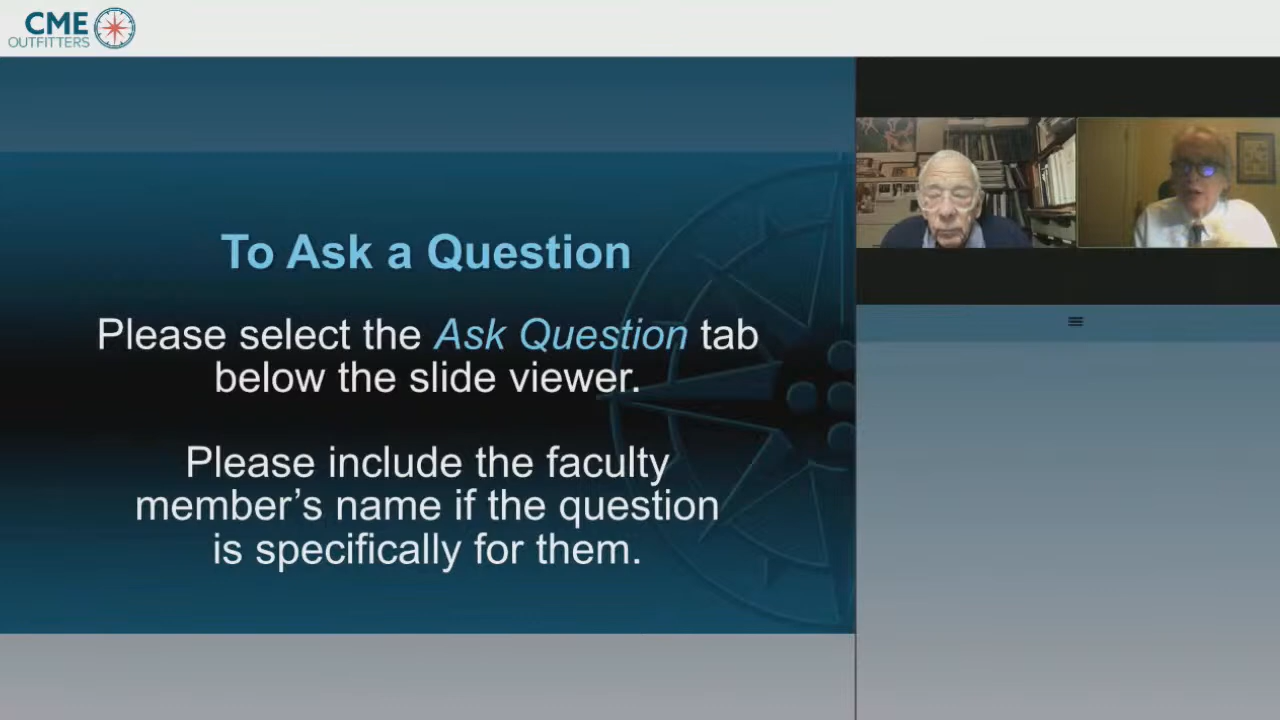 CME
OUTFITTERS
To Ask a Question
Please select the Ask Question tab
below the slide viewer.
Please include the faculty
member’s name if the question
is specifically for them.